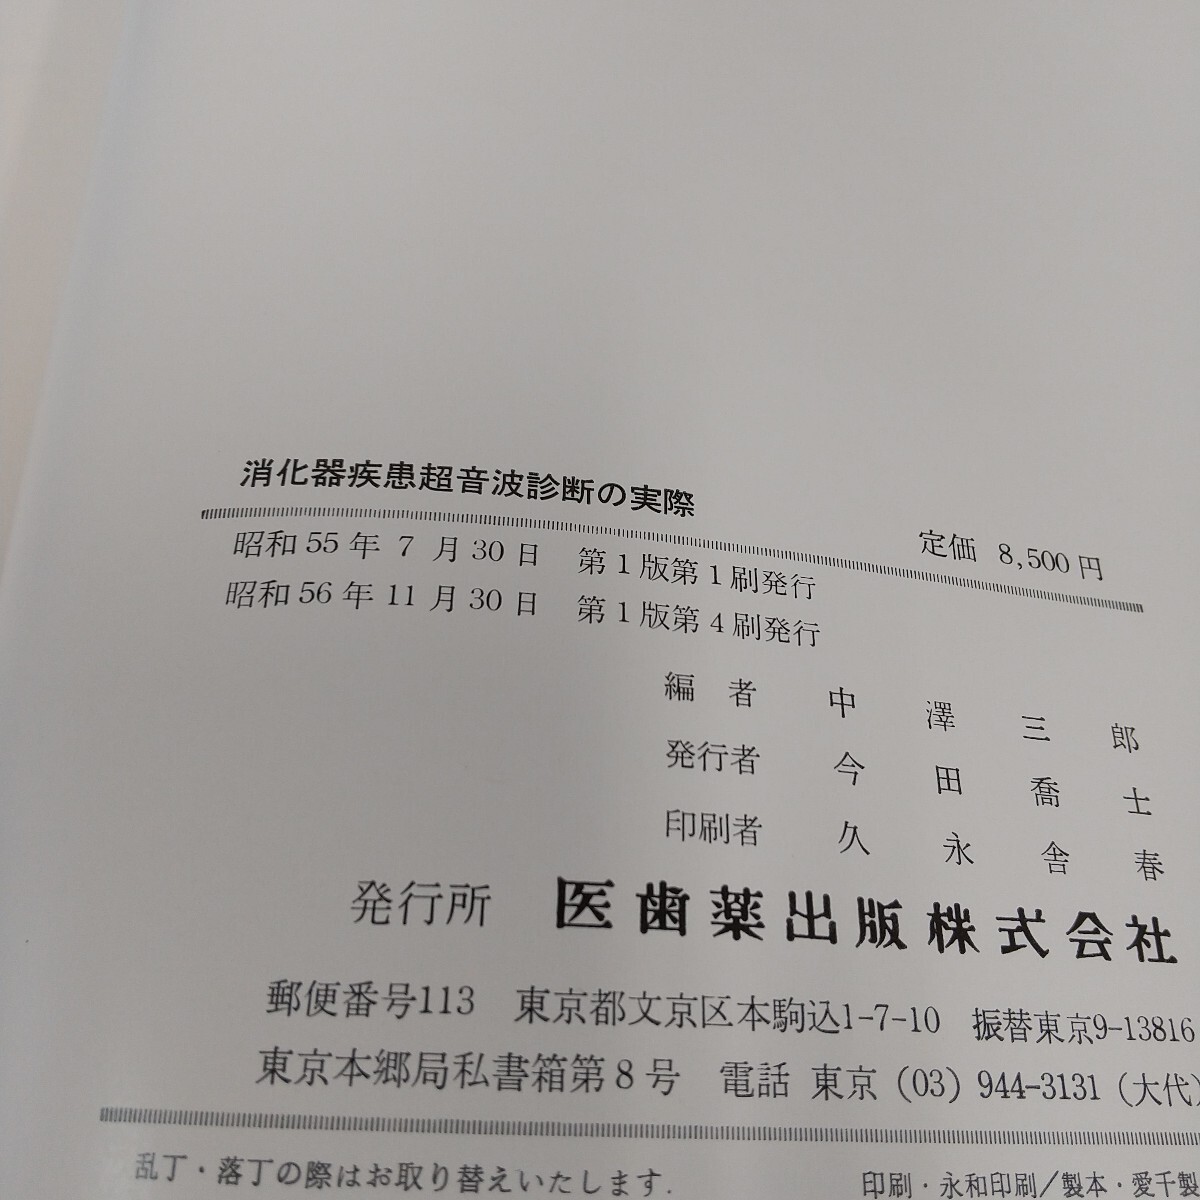 消化器疾患超音波診断の実際
定価 8,500円
昭和55年 7 月30日 第1版第1刷発行
昭和56年11月30日 第1版第4刷発行
編者 中澤三郎
発行者 今田喬士
印刷者 久永舎春
発行所 医歯薬出版株式会社
郵便番号113 東京都文京区本駒込1-7-10 振替東京9-13816
東京本郷局私書箱第8号 電話 東京 (03) 944-3131 (大代)
乱丁・落丁の際はお取り替えいたします.
印刷・永和印刷/製本・愛千製